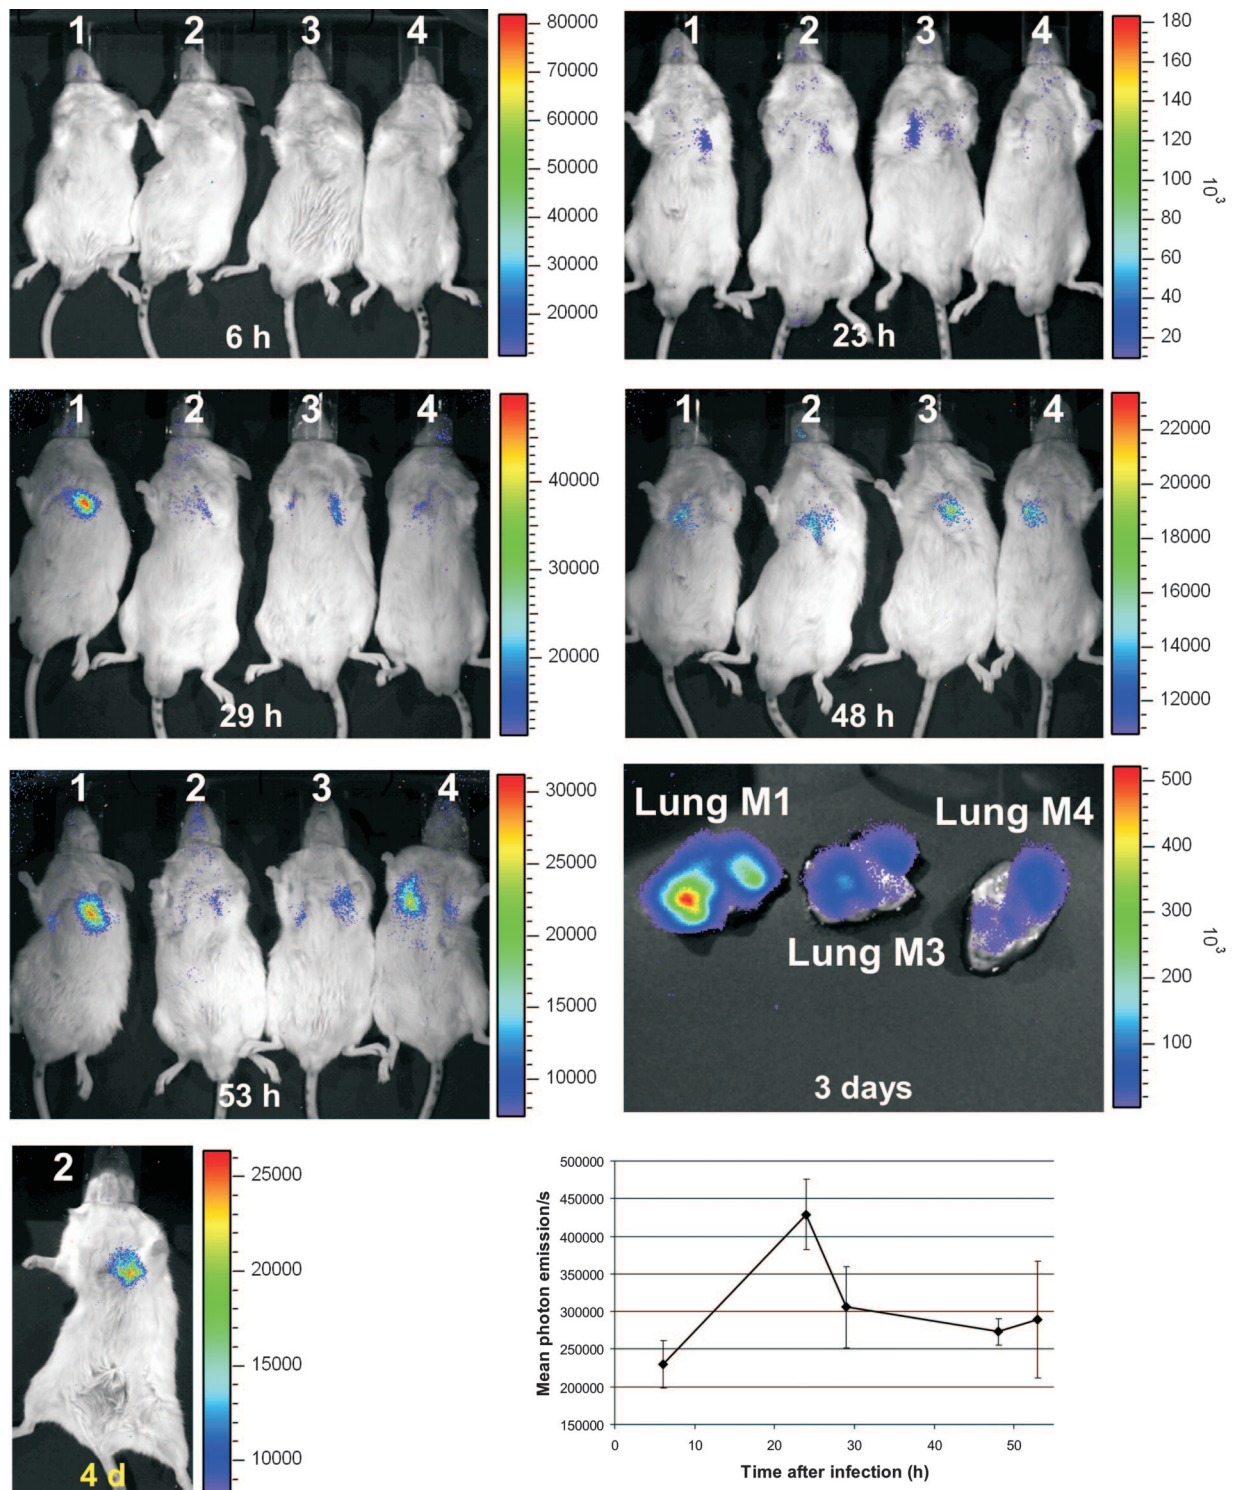 1 2 3 4
80000
70000
60000
50000
40000
30000
20000
6 h
1 2 3 4
180
160
140
120
100
80
60
40
20
10³
23 h
1 2 3 4
40000
30000
20000
29 h
1 2 3 4
22000
20000
18000
16000
14000
12000
48 h
1 2 3 4
30000
25000
20000
15000
10000
53 h
Lung M1
Lung M4
Lung M3
3 days
500
400
300
200
100
10³
2
25000
20000
15000
10000
4 d
500000
450000
400000
350000
300000
250000
200000
150000
0 10 20 30 40 50
Mean photon emission/s
Time after infection (h)